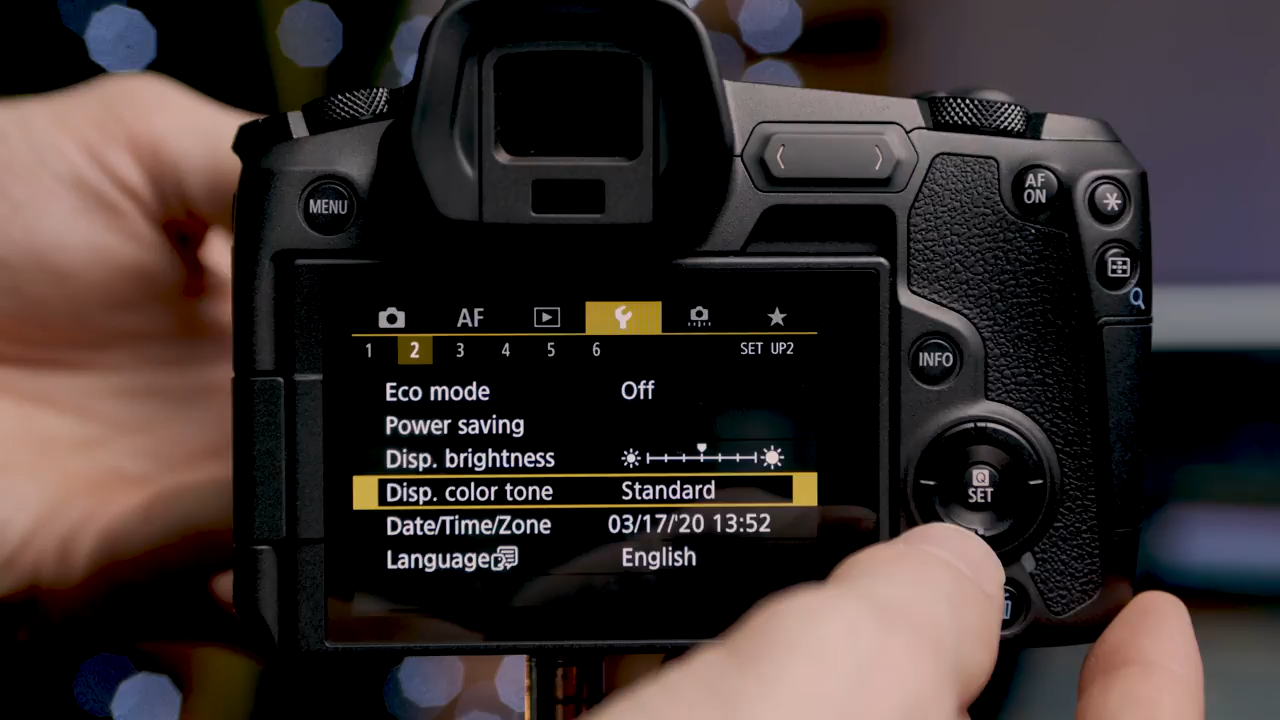 AF
ON
MENU
AF
1 2 3 4 5 6 SET UP2
INFO
Eco mode Off
Power saving
Disp. brightness
Disp. color tone Standard
Q
SET
Date/Time/Zone 03/17/'20 13:52
Language English